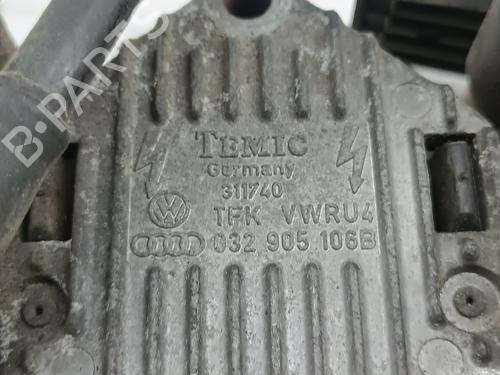 B-PARTS
TEMIC
Germany
311740
TFK VWRU4
032 905 106B